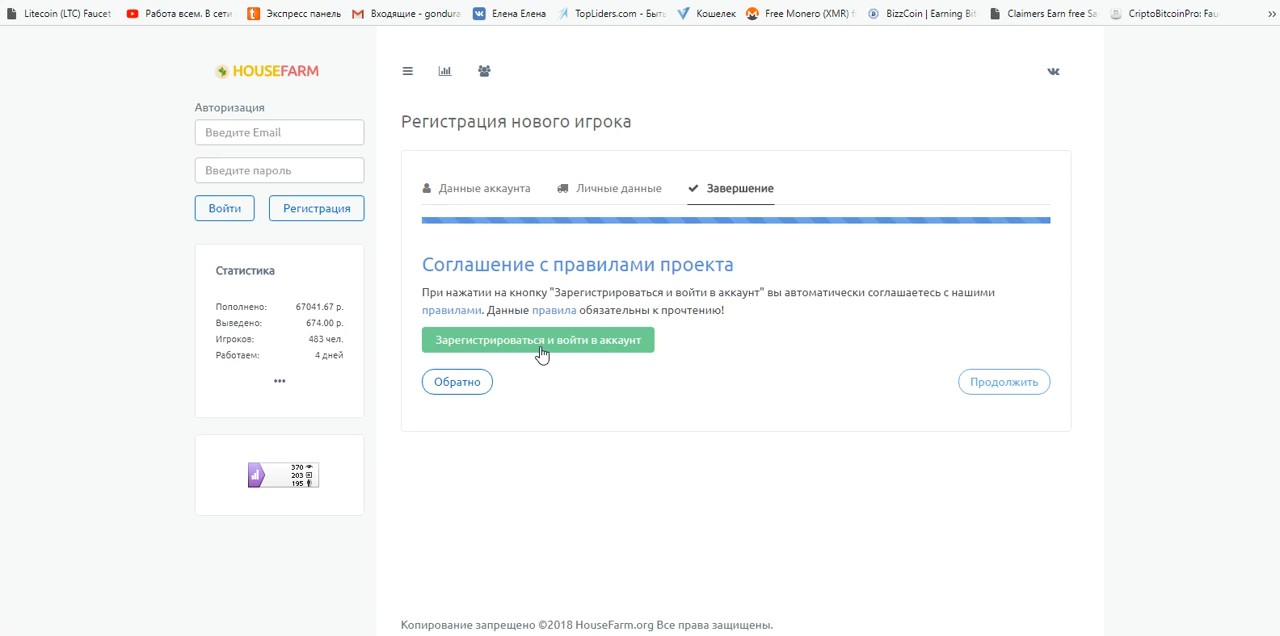 Litecoin (LTC) Faucet
Работа всем. В сети
Экспресс панель
Входящие - gondura
Елена Елена
TopLiders.com - Быть
Кошелек
Free Monero (XMR) f
BizzCoin | Earning Bit
Claimers Earn free Sa
CriptoBitcoinPro: Fau
»
HOUSEFARM
Авторизация
Введите Email
Введите пароль
Войти
Регистрация
Статистика
Пополнено: 67041.67 р.
Выведено: 674.00 р.
Игроков: 483 чел.
Работаем: 4 дней
•••
370
203
195
Регистрация нового игрока
Данные аккаунта
Личные данные
Завершение
Соглашение с правилами проекта
При нажатии на кнопку "Зарегистрироваться и войти в аккаунт" вы автоматически соглашаетесь с нашими
правилами. Данные правила обязательны к прочтению!
Зарегистрироваться и войти в аккаунт
Обратно
Продолжить
Копирование запрещено ©2018 HouseFarm.org Все права защищены.